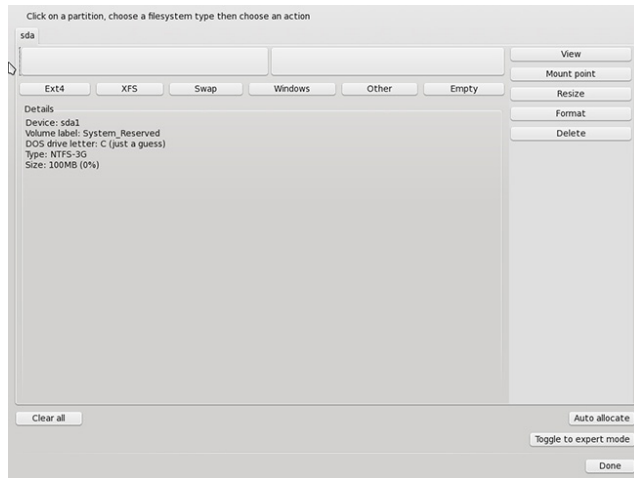 Click on a partition, choose a filesystem type then choose an action
sda
View
Mount point
Ext4 XFS Swap Windows Other Empty
Resize
Details
Format
Device: sda1
Volume label: System_Reserved
Delete
DOS drive letter: C (just a guess)
Type: NTFS-3G
Size: 100MB (0%)
Clear all
Auto allocate
Toggle to expert mode
Done